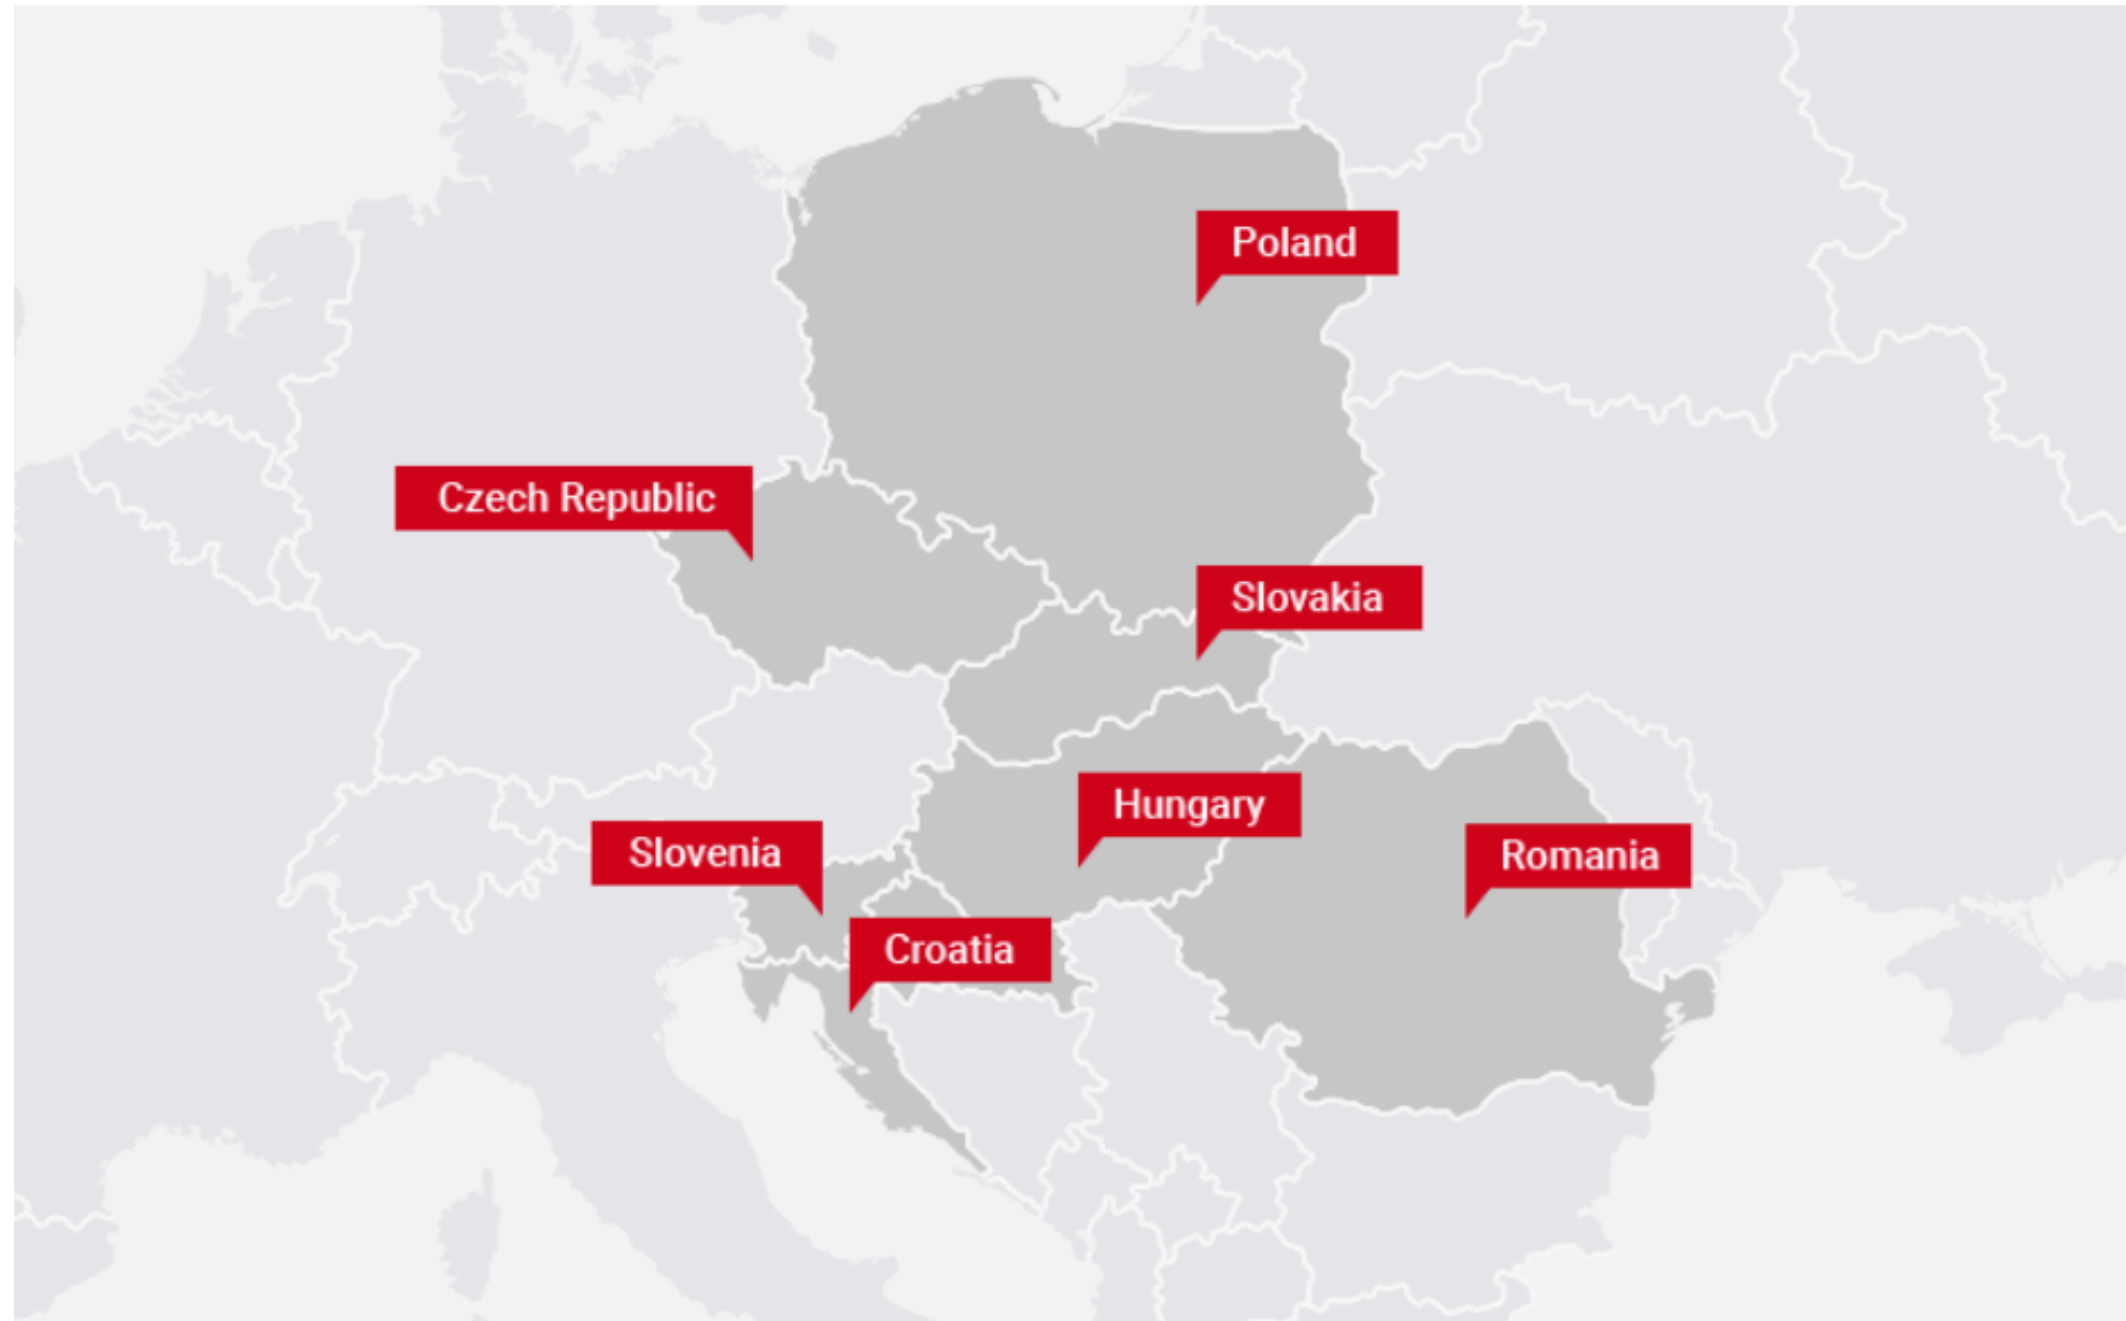 Poland
Czech Republic
Slovakia
Hungary
Slovenia
Romania
Croatia